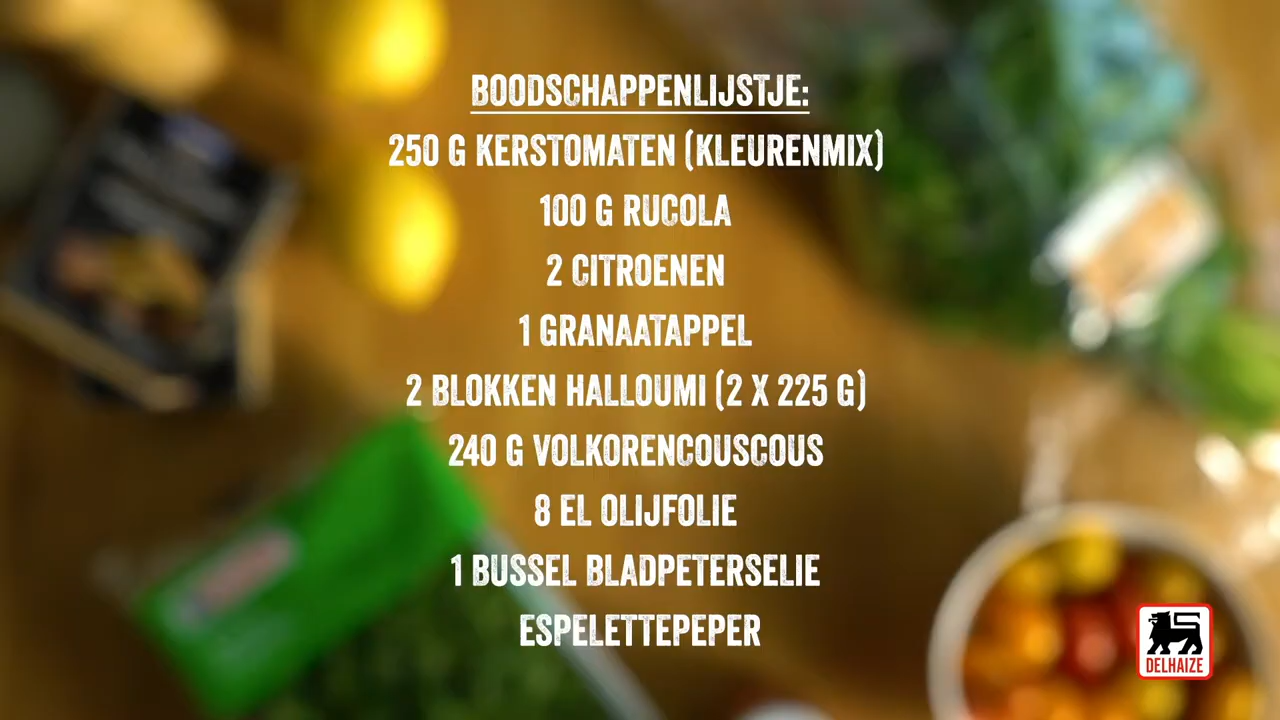 BOODSCHAPPENLIJSTJE:
250 G KERSTOMATEN (KLEURENMIX)
100 G RUCOLA
2 CITROENEN
1 GRANAATAPPEL
2 BLOKKEN HALLOUMI (2 X 225 G)
240 G VOLKORENCOUSCOUS
8 EL OLIJFOLIE
1 BUSSEL BLADPETERSELIE
ESPELETTEPEPER
DELHAIZE